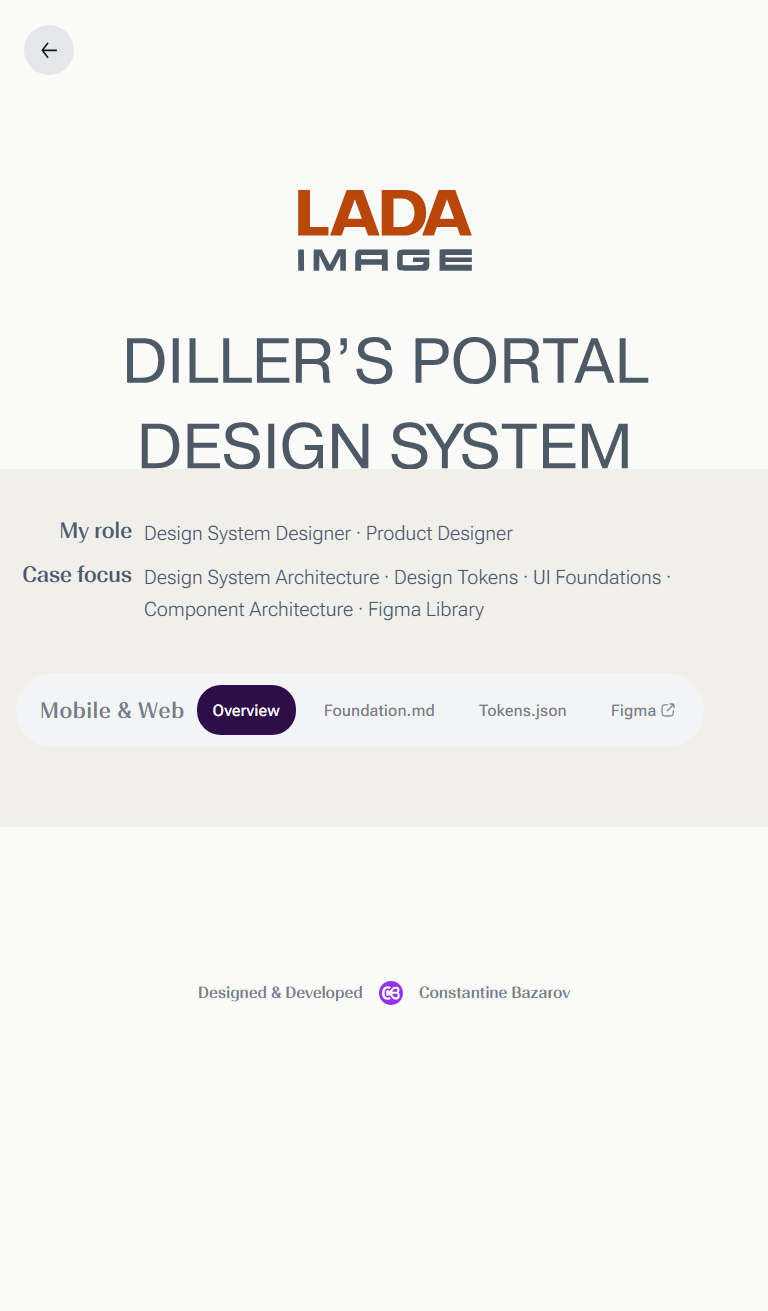 LADA
IMAGE
DILLER’S PORTAL
DESIGN SYSTEM
My role Design System Designer · Product Designer
Case focus Design System Architecture · Design Tokens · UI Foundations ·
Component Architecture · Figma Library
Mobile & Web Overview Foundation.md Tokens.json Figma
Designed & Developed CB Constantine Bazarov